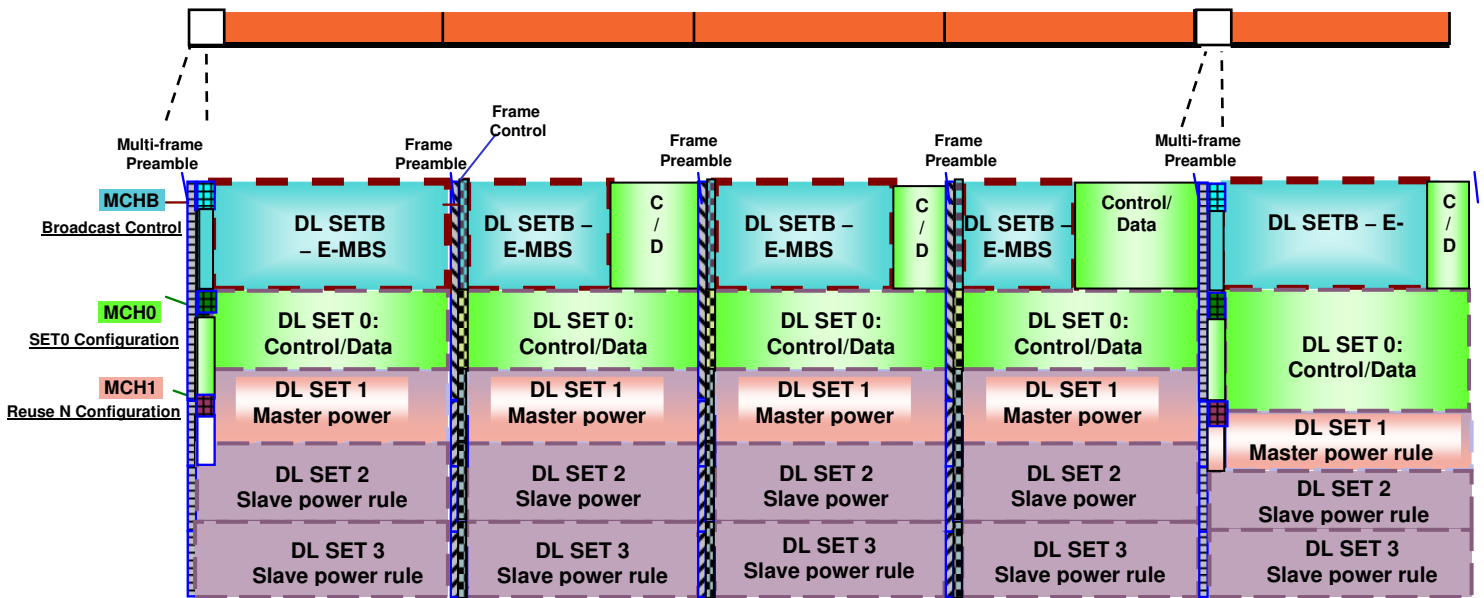 Frame
Control
Multi-frame
Preamble
Frame
Preamble
Frame
Preamble
Frame
Preamble
Multi-frame
Preamble
MCHB
Broadcast Control
DL SETB
– E-MBS
DL SETB –
E-MBS
C
/
D
DL SETB –
E-MBS
C
/
D
DL SETB –
E-MBS
Control/
Data
DL SETB – E-
C
/
D
MCH0
SET0 Configuration
DL SET 0:
Control/Data
DL SET 0:
Control/Data
DL SET 0:
Control/Data
DL SET 0:
Control/Data
DL SET 0:
Control/Data
MCH1
Reuse N Configuration
DL SET 1
Master power
DL SET 1
Master power
DL SET 1
Master power
DL SET 1
Master power
DL SET 1
Master power rule
DL SET 2
Slave power rule
DL SET 2
Slave power
DL SET 2
Slave power
DL SET 2
Slave power
DL SET 2
Slave power rule
DL SET 3
Slave power rule
DL SET 3
Slave power rule
DL SET 3
Slave power rule
DL SET 3
Slave power rule
DL SET 3
Slave power rule